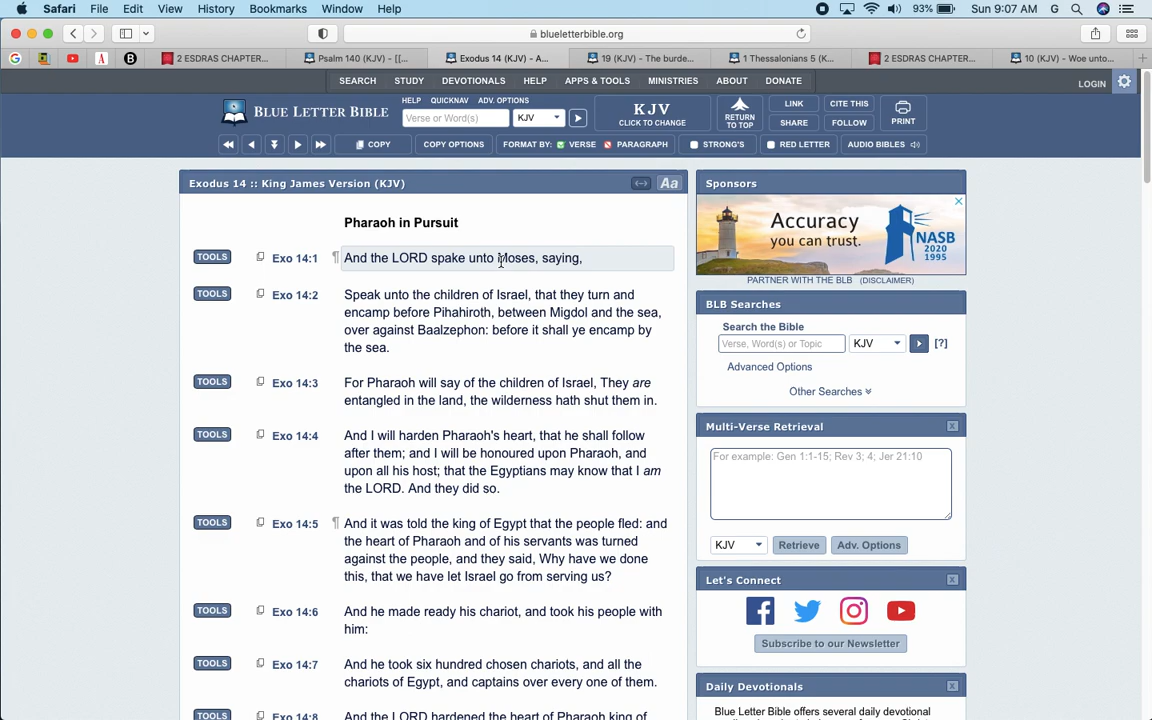 Safari File Edit View History Bookmarks Window Help 93% Sun 9:07 AM G
blueletterbible.org
2 ESDRAS CHAPTER... Psalm 140 (KJV) - [[... Exodus 14 (KJV) - A... 19 (KJV) - The burde... 1 Thessalonians 5 (K... 2 ESDRAS CHAPTER... 10 (KJV) - Woe unto...
SEARCH STUDY DEVOTIONALS HELP APPS & TOOLS MINISTRIES ABOUT DONATE LOGIN
BLUE LETTER BIBLE
HELP QUICKNAV ADV. OPTIONS
Verse or Word(s) KJV
KJV
CLICK TO CHANGE
RETURN
TO TOP
LINK CITE THIS
SHARE FOLLOW
PRINT
COPY COPY OPTIONS FORMAT BY: VERSE PARAGRAPH STRONG'S RED LETTER AUDIO BIBLES
Exodus 14 :: King James Version (KJV) Aa
Pharaoh in Pursuit
TOOLS Exo 14:1 ¶ And the LORD spake unto Moses, saying,
TOOLS Exo 14:2 Speak unto the children of Israel, that they turn and
encamp before Pihahiroth, between Migdol and the sea,
over against Baalzephon: before it shall ye encamp by
the sea.
TOOLS Exo 14:3 For Pharaoh will say of the children of Israel, They are
entangled in the land, the wilderness hath shut them in.
TOOLS Exo 14:4 And I will harden Pharaoh's heart, that he shall follow
after them; and I will be honoured upon Pharaoh, and
upon all his host; that the Egyptians may know that I am
the LORD. And they did so.
TOOLS Exo 14:5 ¶ And it was told the king of Egypt that the people fled: and
the heart of Pharaoh and of his servants was turned
against the people, and they said, Why have we done
this, that we have let Israel go from serving us?
TOOLS Exo 14:6 And he made ready his chariot, and took his people with
him:
TOOLS Exo 14:7 And he took six hundred chosen chariots, and all the
chariots of Egypt, and captains over every one of them.
TOOLS Exo 14:8 And the LORD hardened the heart of Pharaoh king of
Sponsors
Accuracy
you can trust.
NASB
1995
2020
PARTNER WITH THE BLB (DISCLAIMER)
BLB Searches
Search the Bible
Verse, Word(s) or Topic KJV [?]
Advanced Options
Other Searches
Multi-Verse Retrieval
For example: Gen 1:1-15; Rev 3; 4; Jer 21:10
KJV Retrieve Adv. Options
Let's Connect
Subscribe to our Newsletter
Daily Devotionals
Blue Letter Bible offers several daily devotional